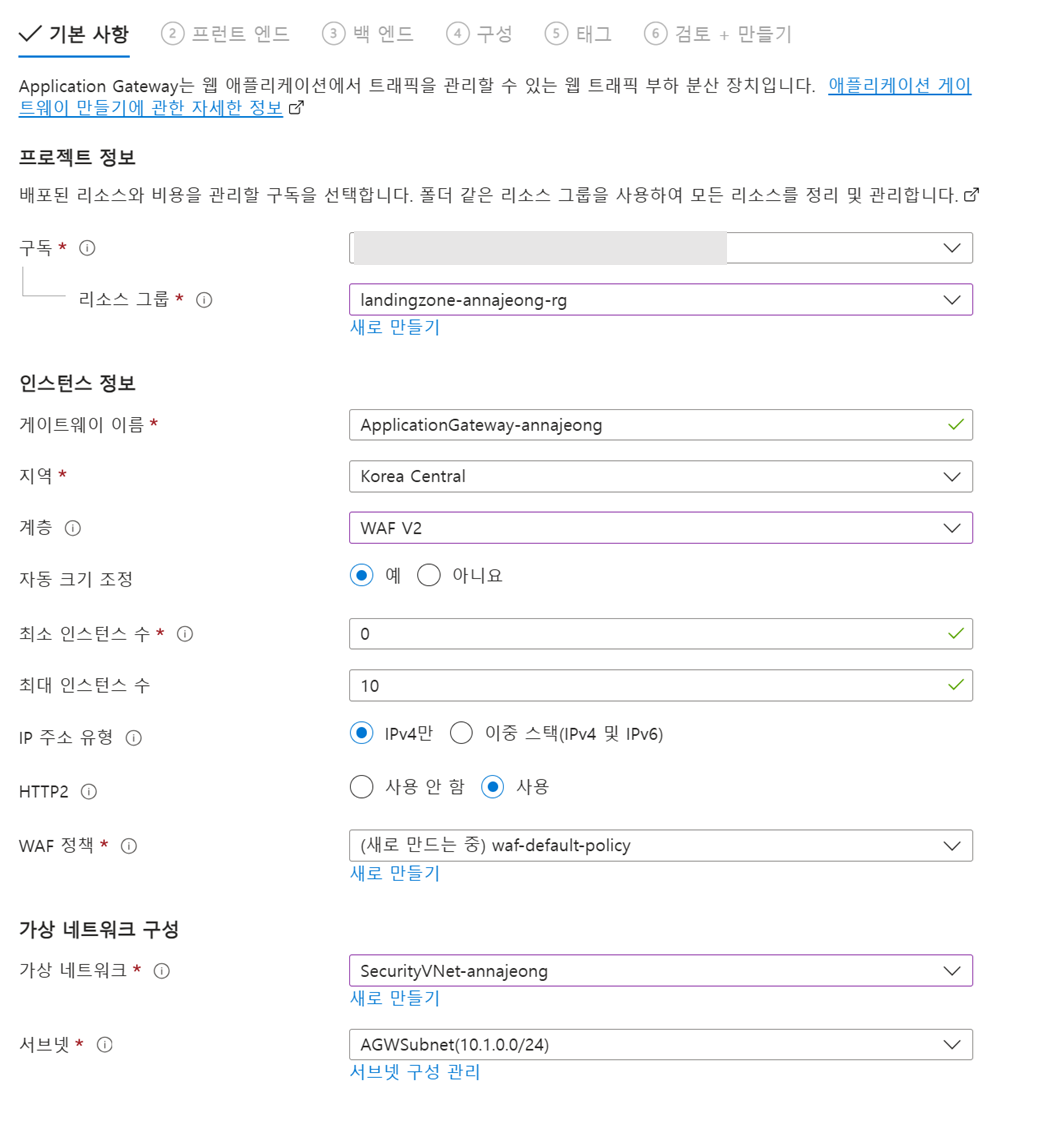 기본 사항 2 프런트 엔드 3 백 엔드 4 구성 5 태그 6 검토 + 만들기
Application Gateway는 웹 애플리케이션에서 트래픽을 관리할 수 있는 웹 트래픽 부하 분산 장치입니다. 애플리케이션 게이
트웨이 만들기에 관한 자세한 정보
프로젝트 정보
배포된 리소스와 비용을 관리할 구독을 선택합니다. 폴더 같은 리소스 그룹을 사용하여 모든 리소스를 정리 및 관리합니다.
구독 *
리소스 그룹 * landingzone-annajeong-rg
새로 만들기
인스턴스 정보
게이트웨이 이름 * ApplicationGateway-annajeong
지역 * Korea Central
계층 WAF V2
자동 크기 조정 예 아니요
최소 인스턴스 수 * 0
최대 인스턴스 수 10
IP 주소 유형 IPv4만 이중 스택(IPv4 및 IPv6)
HTTP2 사용 안 함 사용
WAF 정책 * (새로 만드는 중) waf-default-policy
새로 만들기
가상 네트워크 구성
가상 네트워크 * SecurityVNet-annajeong
새로 만들기
서브넷 * AGWSubnet(10.1.0.0/24)
서브넷 구성 관리